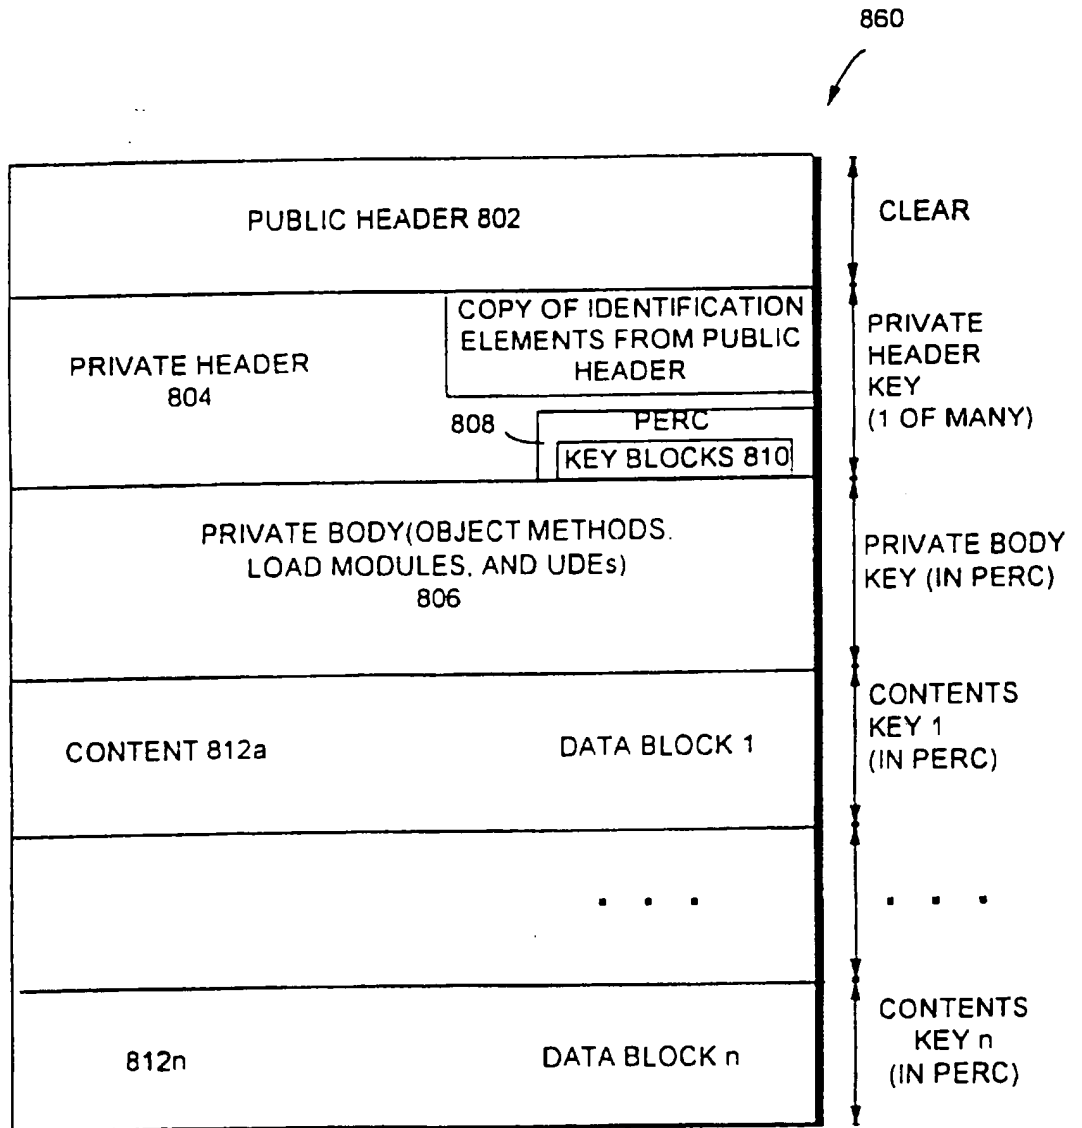 860
PUBLIC HEADER 802
CLEAR
COPY OF IDENTIFICATION
ELEMENTS FROM PUBLIC
HEADER
PRIVATE HEADER
804
808
PERC
KEY BLOCKS 810
PRIVATE
HEADER
KEY
(1 OF MANY)
PRIVATE BODY(OBJECT METHODS.
LOAD MODULES, AND UDEs)
806
PRIVATE BODY
KEY (IN PERC)
CONTENT 812a
DATA BLOCK 1
CONTENTS
KEY 1
(IN PERC)
. . .
. . .
812n
DATA BLOCK n
CONTENTS
KEY n
(IN PERC)